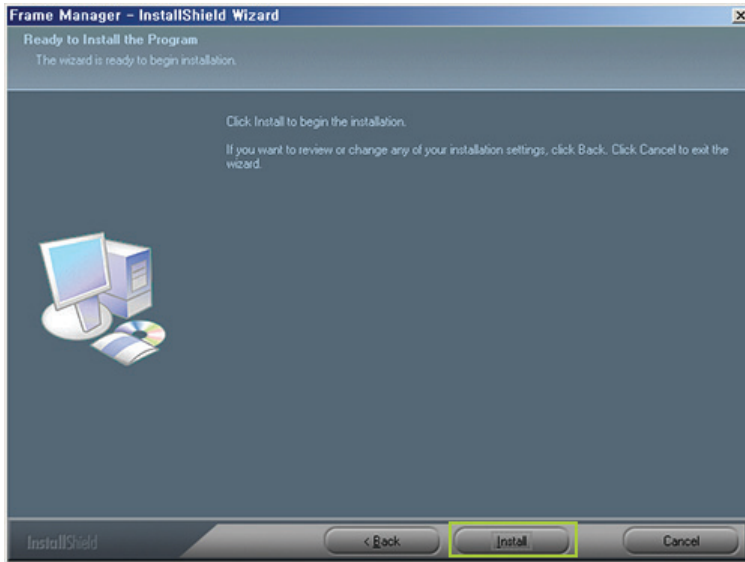 Frame Manager - InstallShield Wizard
Ready to Install the Program
The wizard is ready to begin installation.
Click Install to begin the installation.
If you want to review or change any of your installation settings, click Back. Click Cancel to exit the
wizard.
InstallShield
< Back
Install
Cancel